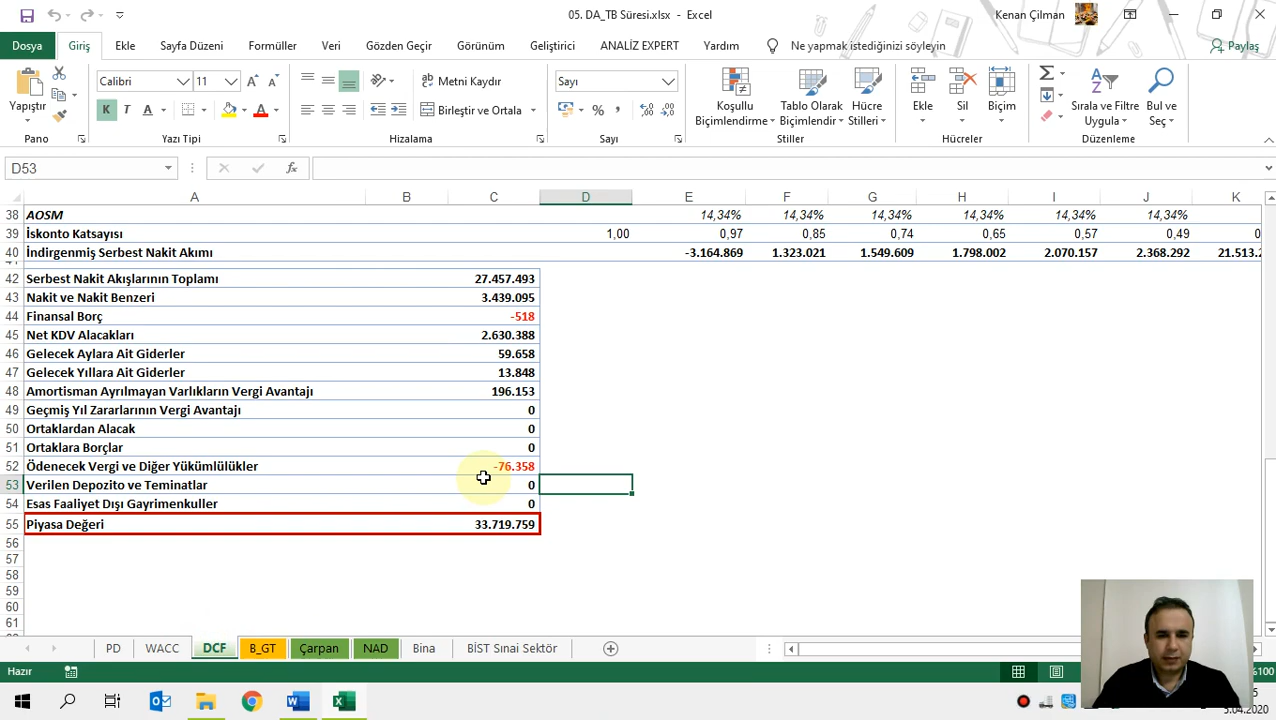 05. DA_TB Süresi.xlsx - Excel
Kenan Çilman
Dosya Giriş Ekle Sayfa Düzeni Formüller Veri Gözden Geçir Görünüm Geliştirici ANALİZ EXPERT Yardım Ne yapmak istediğinizi söyleyin Paylaş
Yapıştır
Calibri 11
K T A
Metni Kaydır
Birleştir ve Ortala
Sayı
Koşullu Biçimlendirme
Tablo Olarak Biçimlendir
Hücre Stilleri
Ekle
Sil
Biçim
Sırala ve Filtre Uygula
Bul ve Seç
Pano Yazı Tipi Hizalama Sayı Stiller Hücreler Düzenleme
D53 fx
A B C D E F G H I J K
38 AOSM 14,34% 14,34% 14,34% 14,34% 14,34% 14,34%
39 İskonto Katsayısı 1,00 0,97 0,85 0,74 0,65 0,57 0,49 0
40 İndirgenmiş Serbest Nakit Akımı -3.164.869 1.323.021 1.549.609 1.798.002 2.070.157 2.368.292 21.513.2
42 Serbest Nakit Akışlarının Toplamı 27.457.493
43 Nakit ve Nakit Benzeri 3.439.095
44 Finansal Borç -518
45 Net KDV Alacakları 2.630.388
46 Gelecek Aylara Ait Giderler 59.658
47 Gelecek Yıllara Ait Giderler 13.848
48 Amortisman Ayrılmayan Varlıkların Vergi Avantajı 196.153
49 Geçmiş Yıl Zararlarının Vergi Avantajı 0
50 Ortaklardan Alacak 0
51 Ortaklara Borçlar 0
52 Ödenecek Vergi ve Diğer Yükümlülükler -76.358
53 Verilen Depozito ve Teminatlar 0
54 Esas Faaliyet Dışı Gayrimenkuller 0
55 Piyasa Değeri 33.719.759
56
57
58
59
60
61
PD WACC DCF B_GT Çarpan NAD Bina BİST Sınai Sektör
Hazır
%100